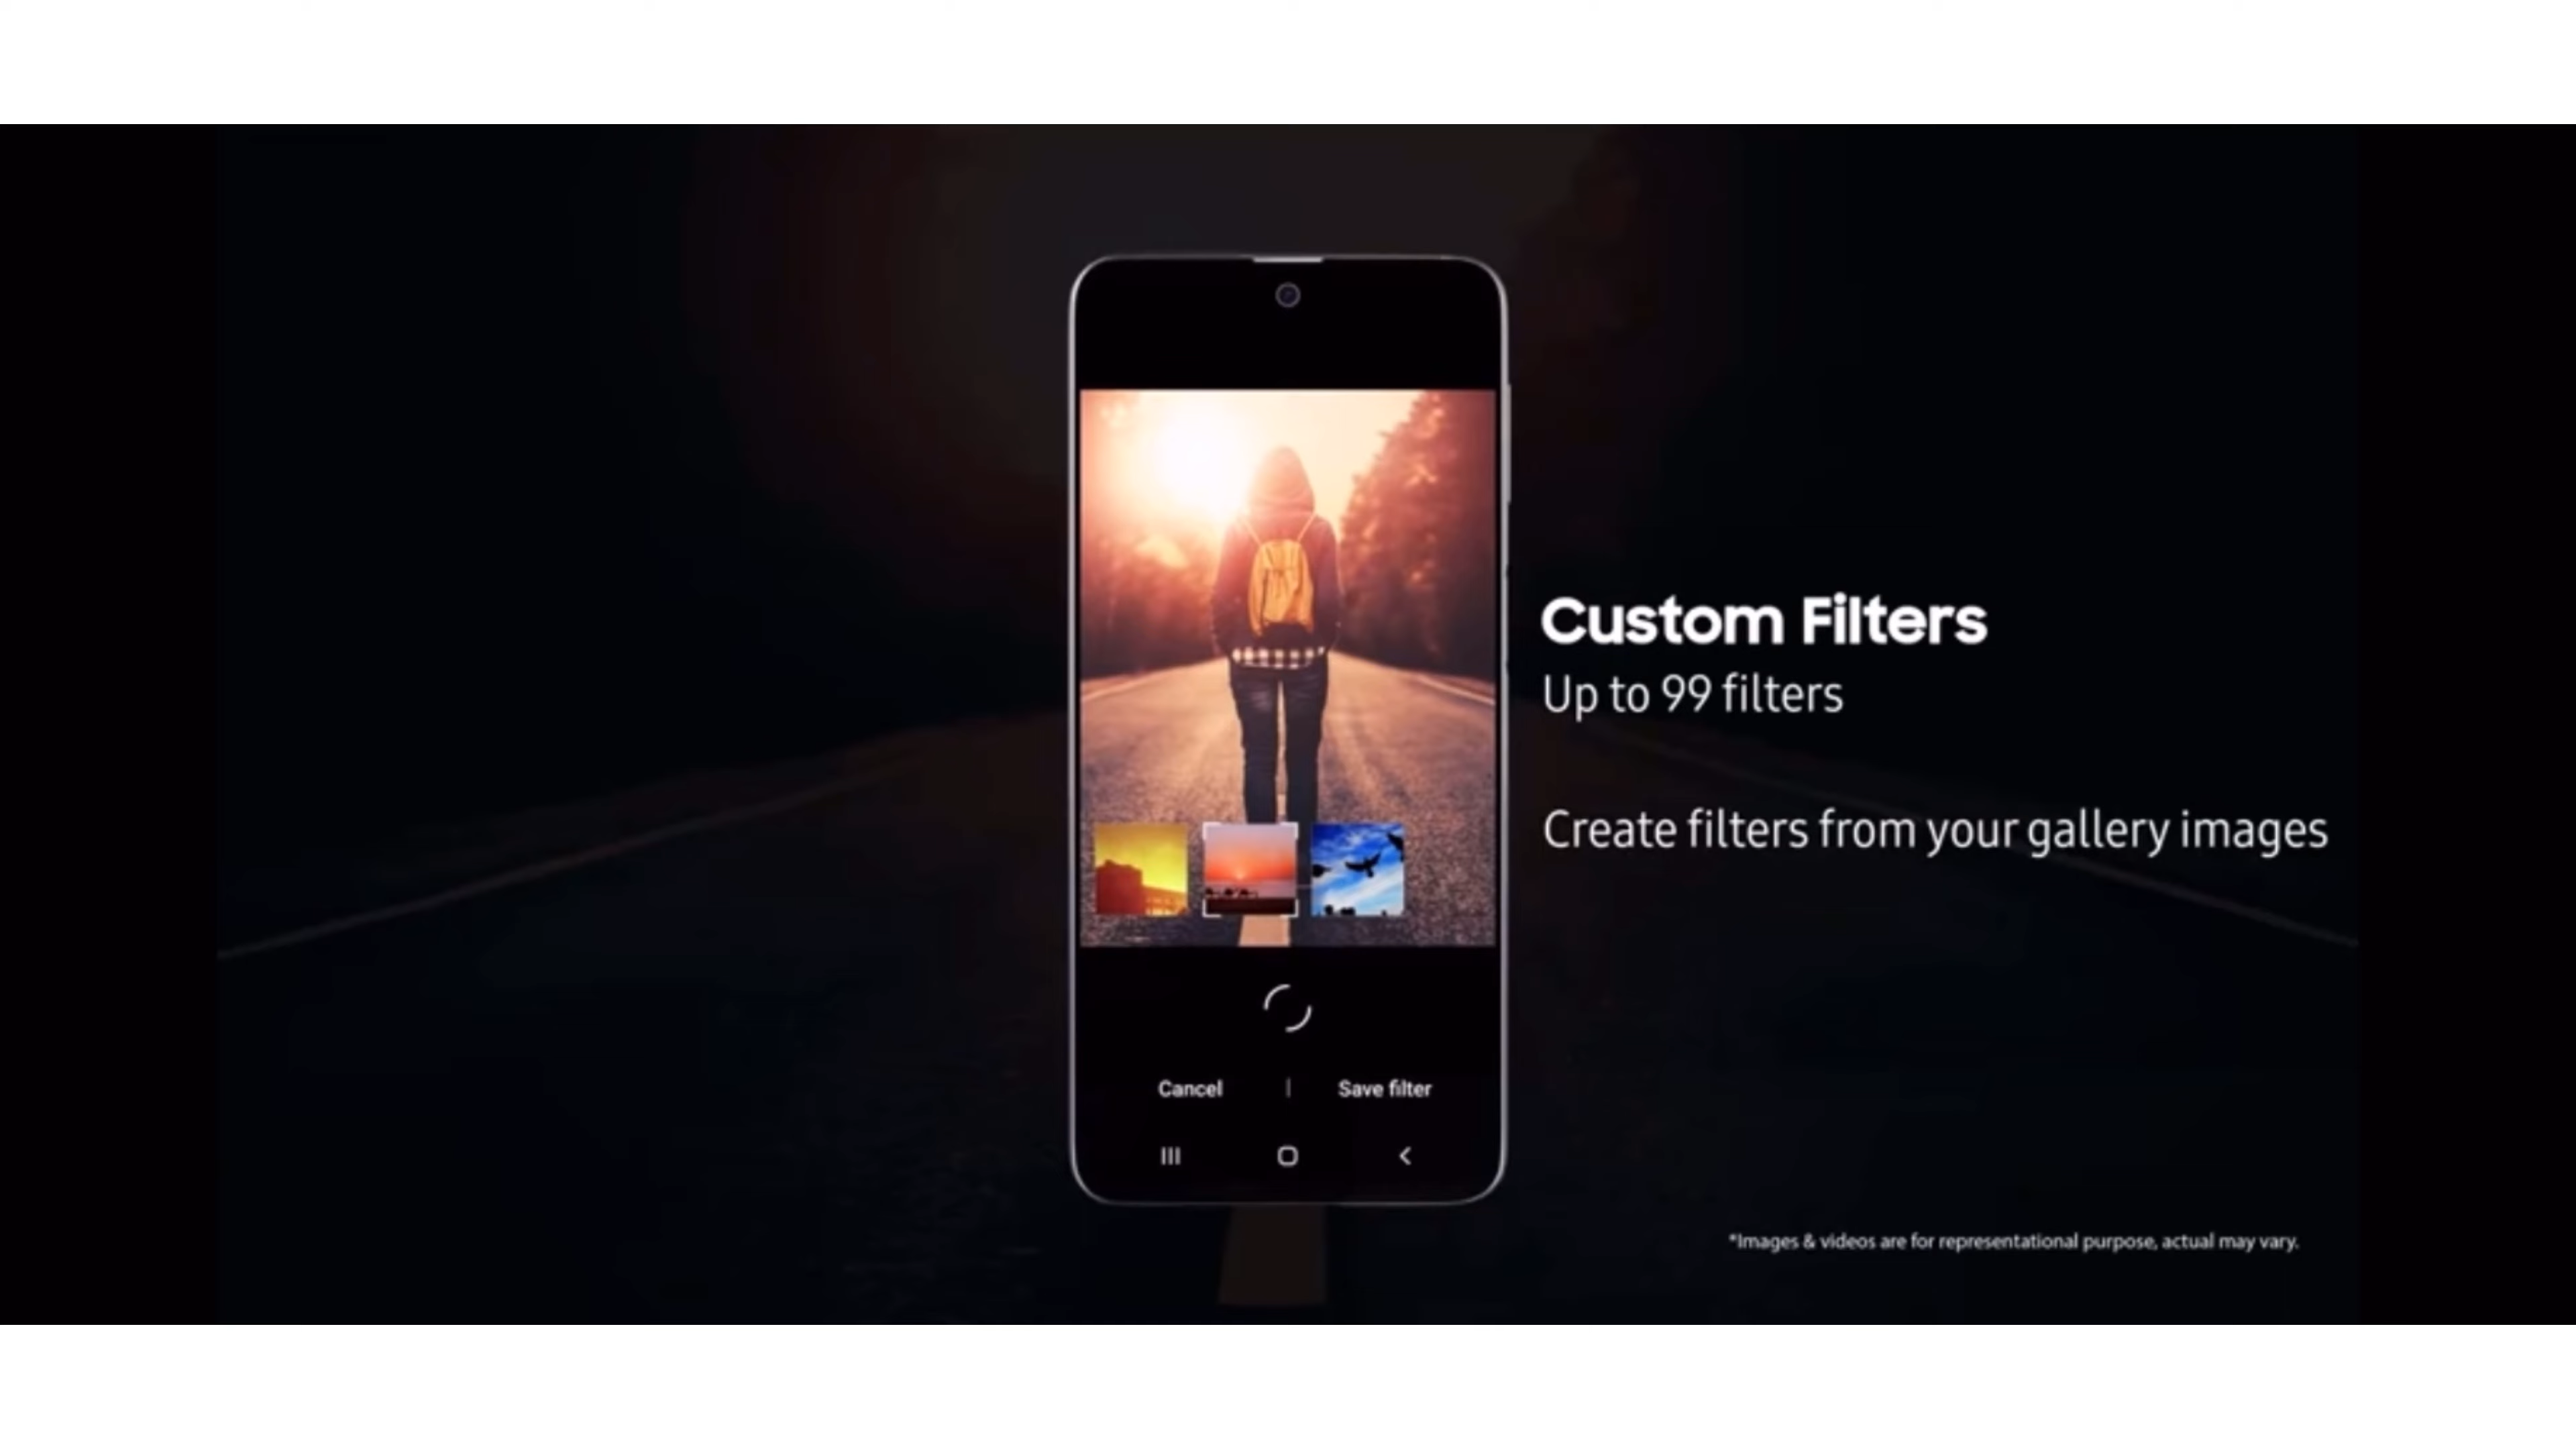 Custom Filters
Up to 99 filters
Create filters from your gallery images
Cancel | Save filter
*Images & videos are for representational purpose, actual may vary.